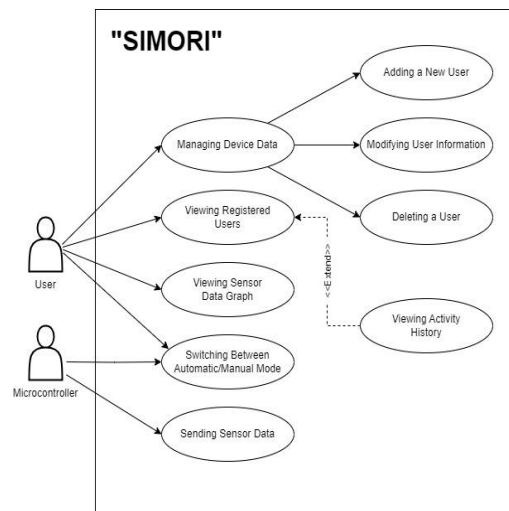 "SIMORI"
Adding a New User
Managing Device Data
Modifying User Information
Viewing Registered
Users
Deleting a User
<<Extend>>
User
Viewing Sensor
Data Graph
Viewing Activity
History
Switching Between
Automatic/Manual Mode
Microcontroller
Sending Sensor Data